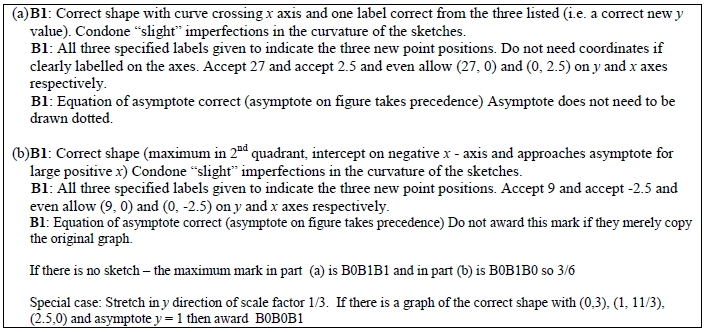 (a)B1: Correct shape with curve crossing x axis and one label correct from the three listed (i.e. a correct new y
value). Condone “slight” imperfections in the curvature of the sketches.
B1: All three specified labels given to indicate the three new point positions. Do not need coordinates if
clearly labelled on the axes. Accept 27 and accept 2.5 and even allow (27, 0) and (0, 2.5) on y and x axes
respectively.
B1: Equation of asymptote correct (asymptote on figure takes precedence) Asymptote does not need to be
drawn dotted.
(b)B1: Correct shape (maximum in 2nd quadrant, intercept on negative x - axis and approaches asymptote for
large positive x) Condone “slight” imperfections in the curvature of the sketches.
B1: All three specified labels given to indicate the three new point positions. Accept 9 and accept -2.5 and
even allow (9, 0) and (0, -2.5) on y and x axes respectively.
B1: Equation of asymptote correct (asymptote on figure takes precedence) Do not award this mark if they merely copy
the original graph.
If there is no sketch – the maximum mark in part (a) is B0B1B1 and in part (b) is B0B1B0 so 3/6
Special case: Stretch in y direction of scale factor 1/3. If there is a graph of the correct shape with (0,3), (1, 11/3),
(2.5,0) and asymptote y = 1 then award B0B0B1